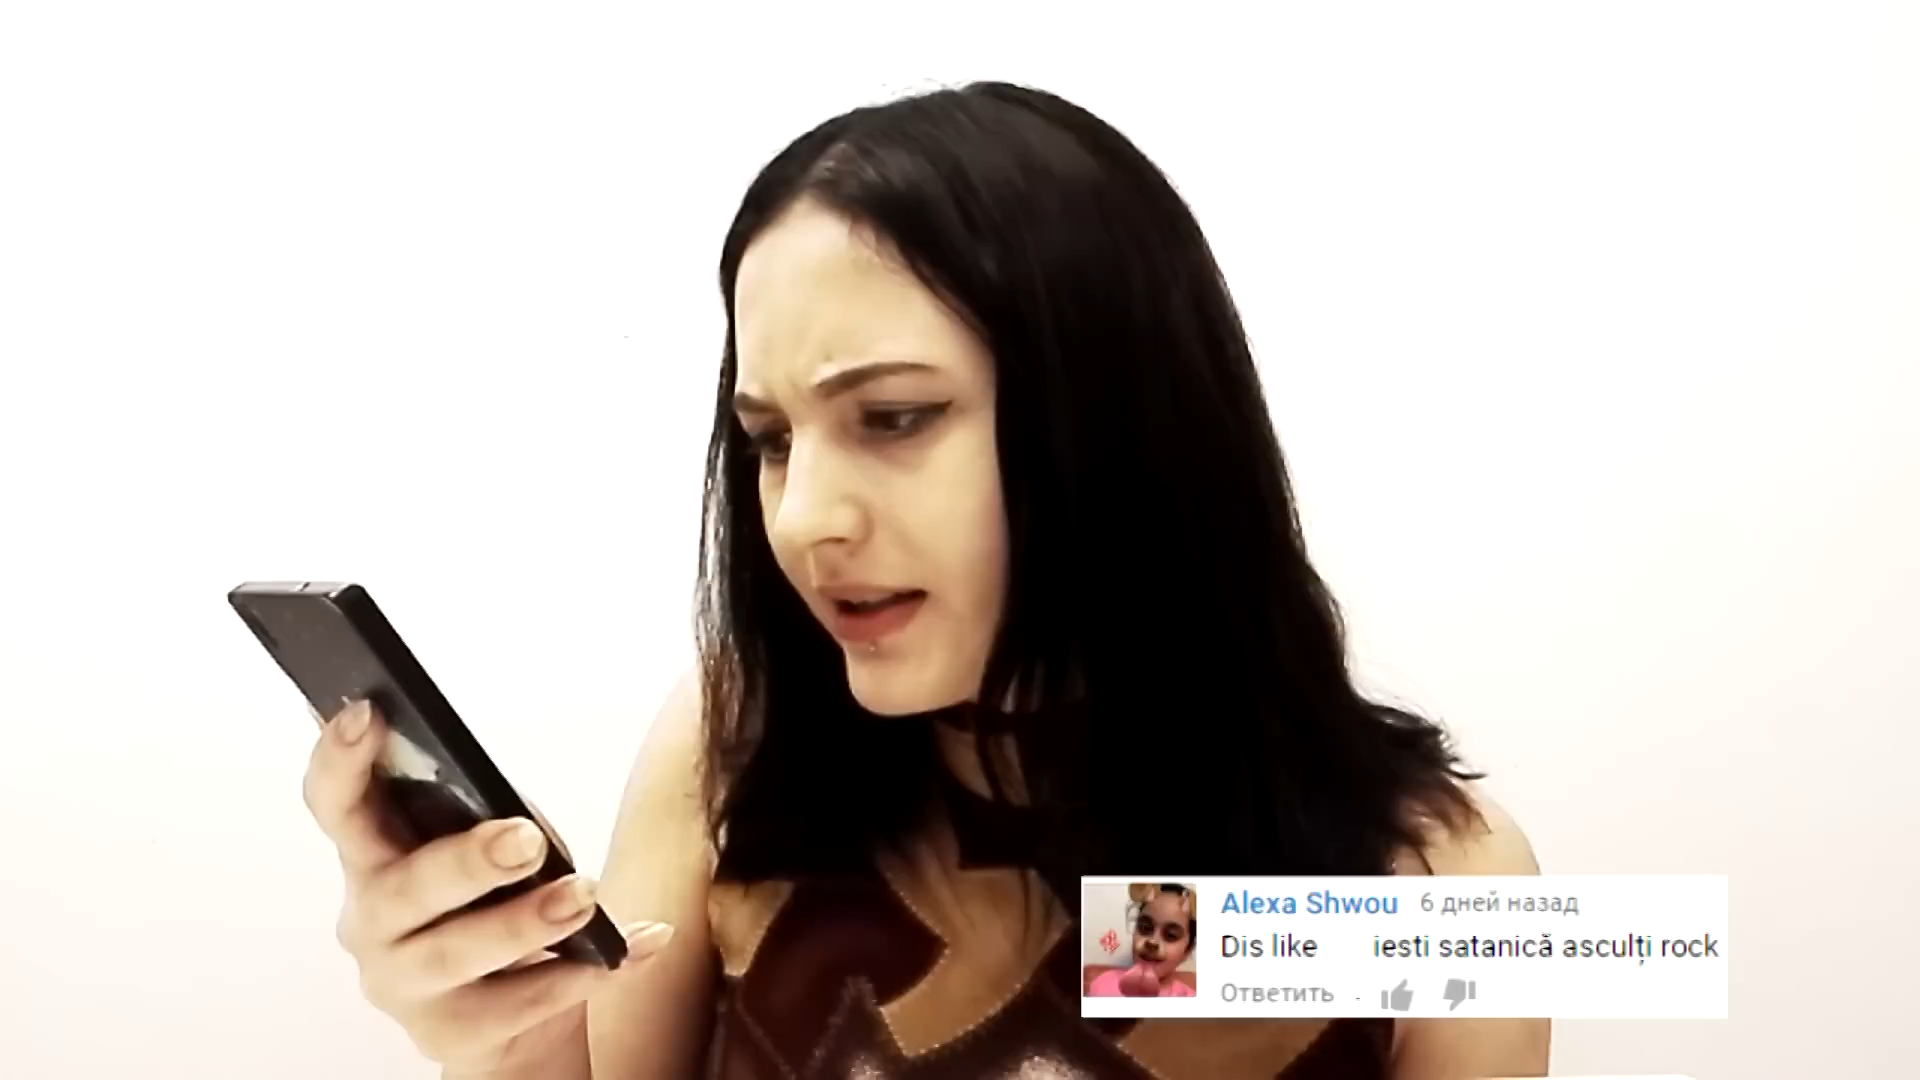 Alexa Shwou 6 дней назад
Dis like iesti satanică asculți rock
Ответить